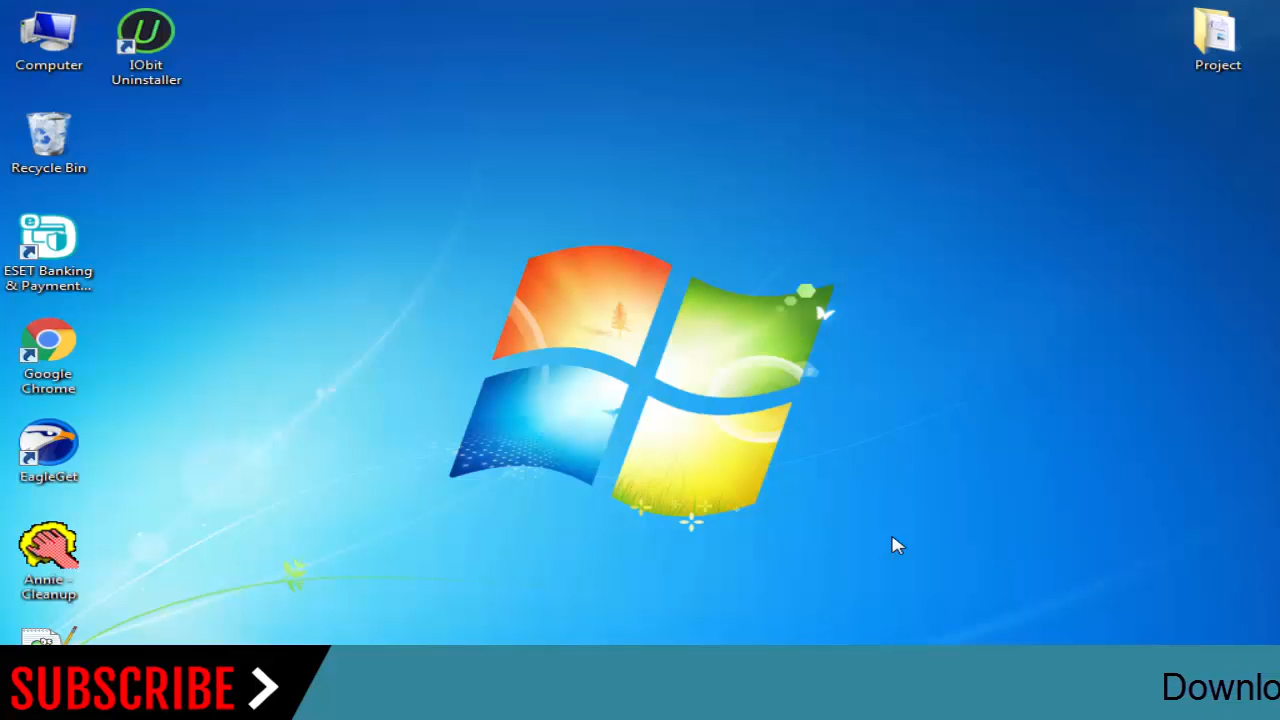 Computer
IObit
Uninstaller
Project
Recycle Bin
ESET Banking
& Payment...
Google
Chrome
EagleGet
Annie -
Cleanup
SUBSCRIBE
Downlo